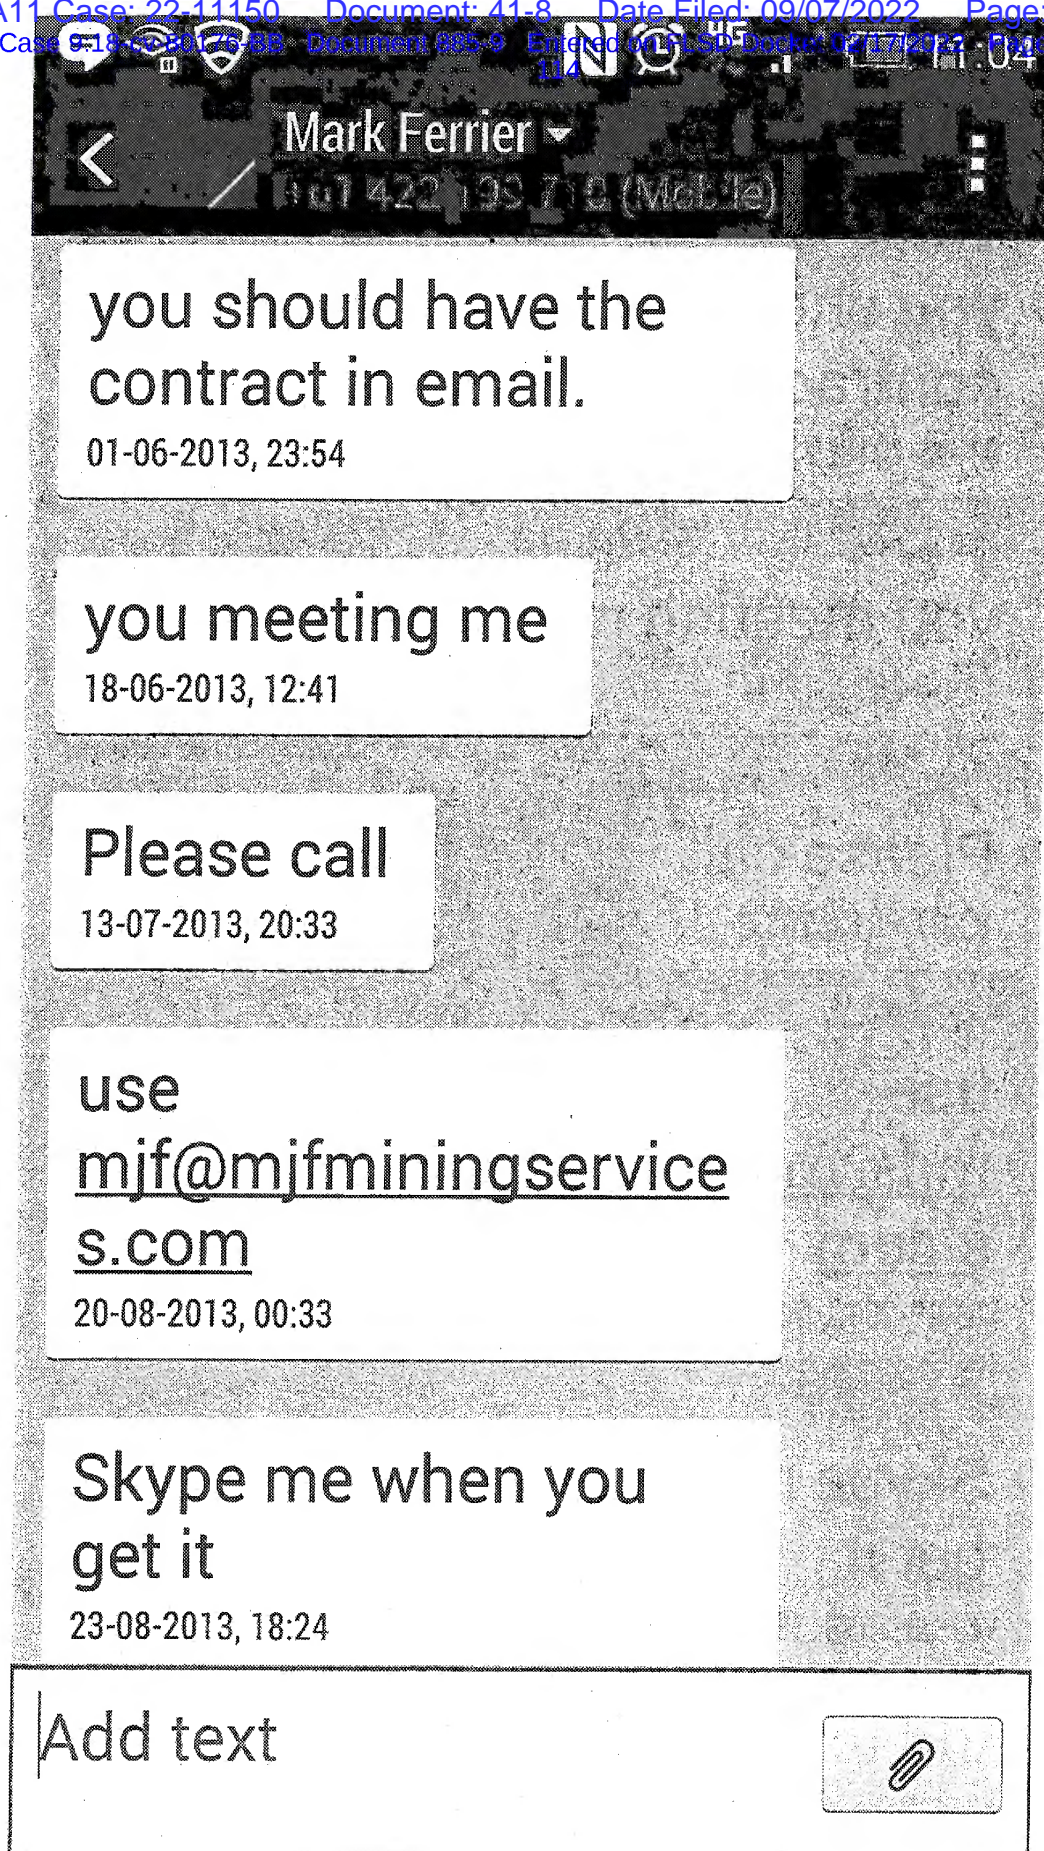 A11 Case: 22-11150 Document: 41-8 Date Filed: 09/07/2022 Page:
Case 9:18-cv-80176-BB Document 885-9 Entered on FLSD Docket 02/17/2022 Page
114
Mark Ferrier
422 193 (Mobile)
you should have the
contract in email.
01-06-2013, 23:54
you meeting me
18-06-2013, 12:41
Please call
13-07-2013, 20:33
use
mjf@mjfminingservice
s.com
20-08-2013, 00:33
Skype me when you
get it
23-08-2013, 18:24
Add text